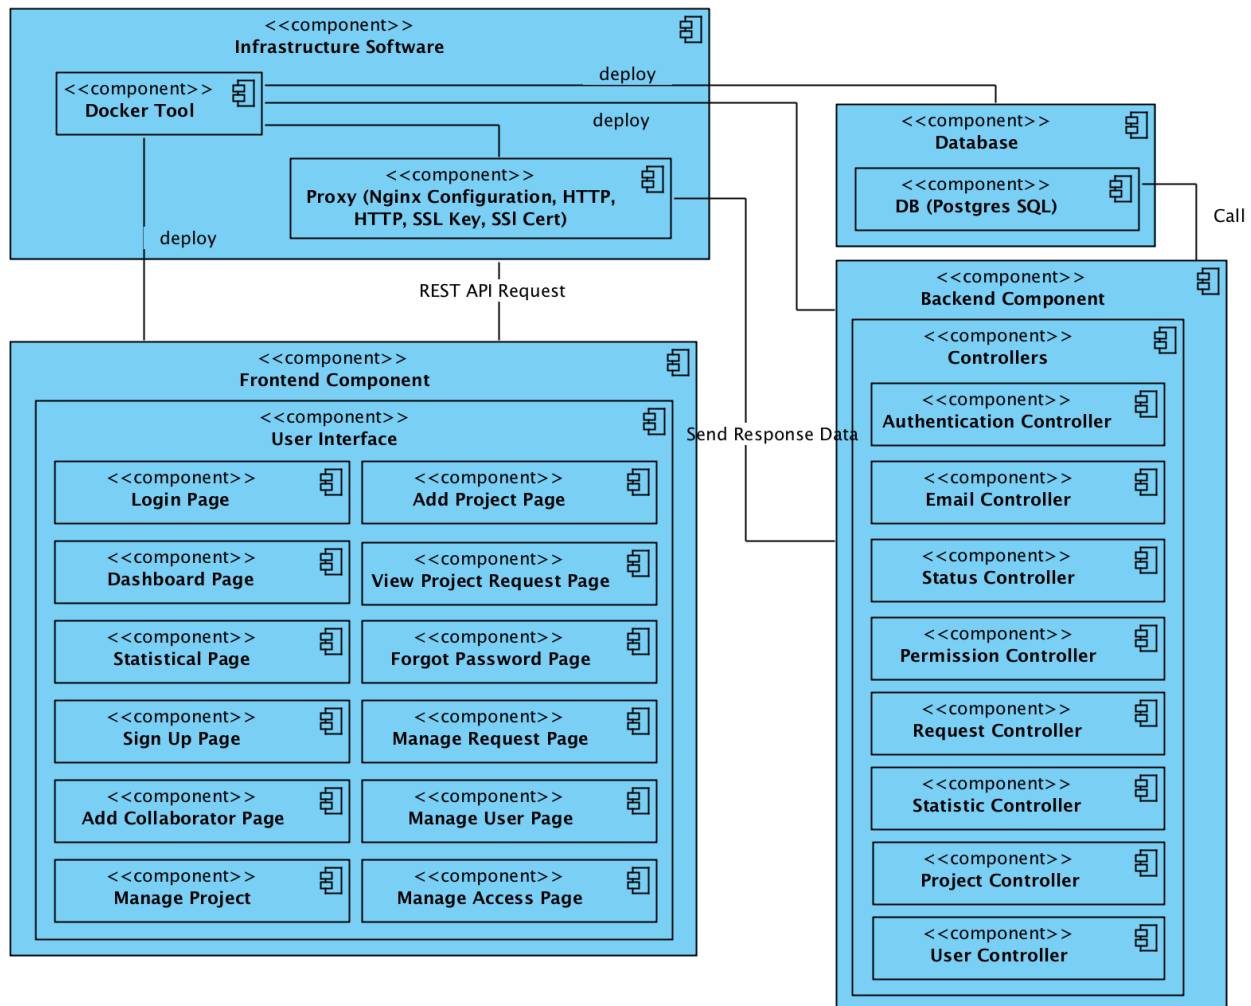 <<component>>
Infrastructure Software
<<component>>
Docker Tool
deploy
deploy
<<component>>
Proxy (Nginx Configuration, HTTP,
HTTP, SSL Key, SSl Cert)
deploy
REST API Request
<<component>>
Database
<<component>>
DB (Postgres SQL)
Call
<<component>>
Frontend Component
<<component>>
User Interface
<<component>>
Login Page
<<component>>
Add Project Page
<<component>>
Dashboard Page
<<component>>
View Project Request Page
<<component>>
Statistical Page
<<component>>
Forgot Password Page
<<component>>
Sign Up Page
<<component>>
Manage Request Page
<<component>>
Add Collaborator Page
<<component>>
Manage User Page
<<component>>
Manage Project
<<component>>
Manage Access Page
Send Response Data
<<component>>
Backend Component
<<component>>
Controllers
<<component>>
Authentication Controller
<<component>>
Email Controller
<<component>>
Status Controller
<<component>>
Permission Controller
<<component>>
Request Controller
<<component>>
Statistic Controller
<<component>>
Project Controller
<<component>>
User Controller